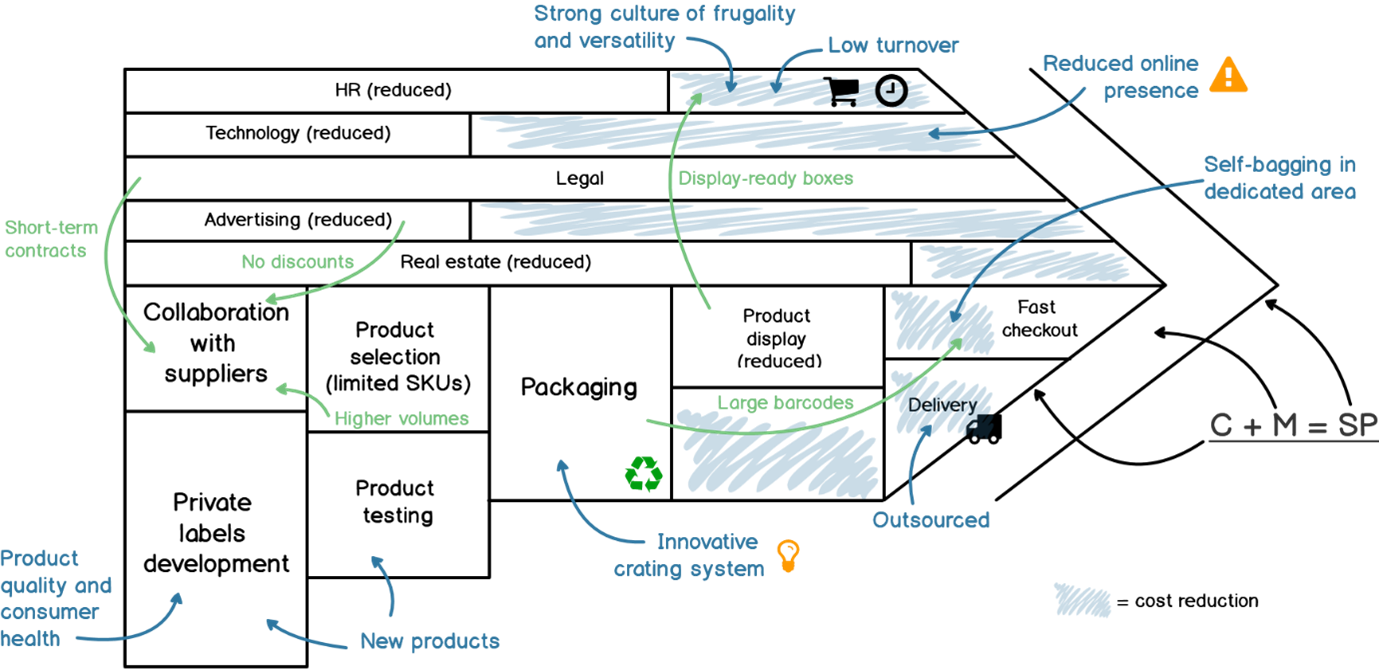 Strong culture of frugality
and versatility
Low turnover
Reduced online
presence
HR (reduced)
Technology (reduced)
Self-bagging in
dedicated area
Legal
Display-ready boxes
Short-term
contracts
Advertising (reduced)
No discounts
Real estate (reduced)
Collaboration
with
suppliers
Product
selection
(limited SKUs)
Higher volumes
Packaging
Product
display
(reduced)
Large barcodes
Fast
checkout
Delivery
C + M = SP
Private
labels
development
Product
testing
Outsourced
Innovative
crating system
Product
quality and
consumer
health
New products
= cost reduction